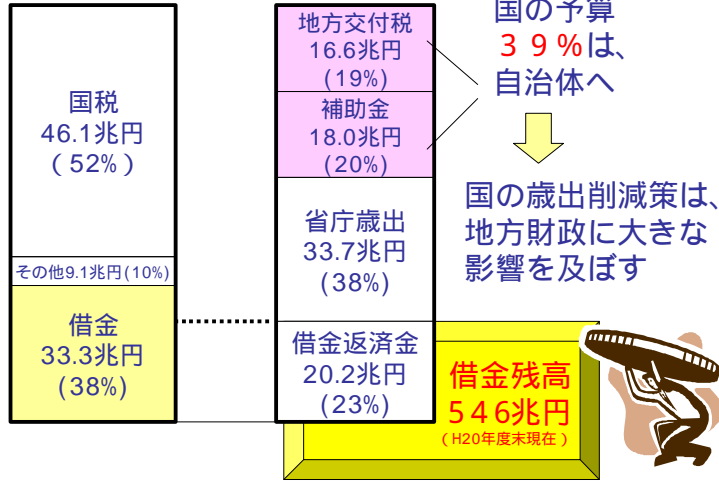 国税
46.1兆円
(52%)
その他9.1兆円(10%)
借金
33.3兆円
(38%)
地方交付税
16.6兆円
(19%)
補助金
18.0兆円
(20%)
省庁歳出
33.7兆円
(38%)
借金返済金
20.2兆円
(23%)
国の予算
39%は、
自治体へ
国の歳出削減策は、
地方財政に大きな
影響を及ぼす
借金残高
546兆円
(H20年度末現在)